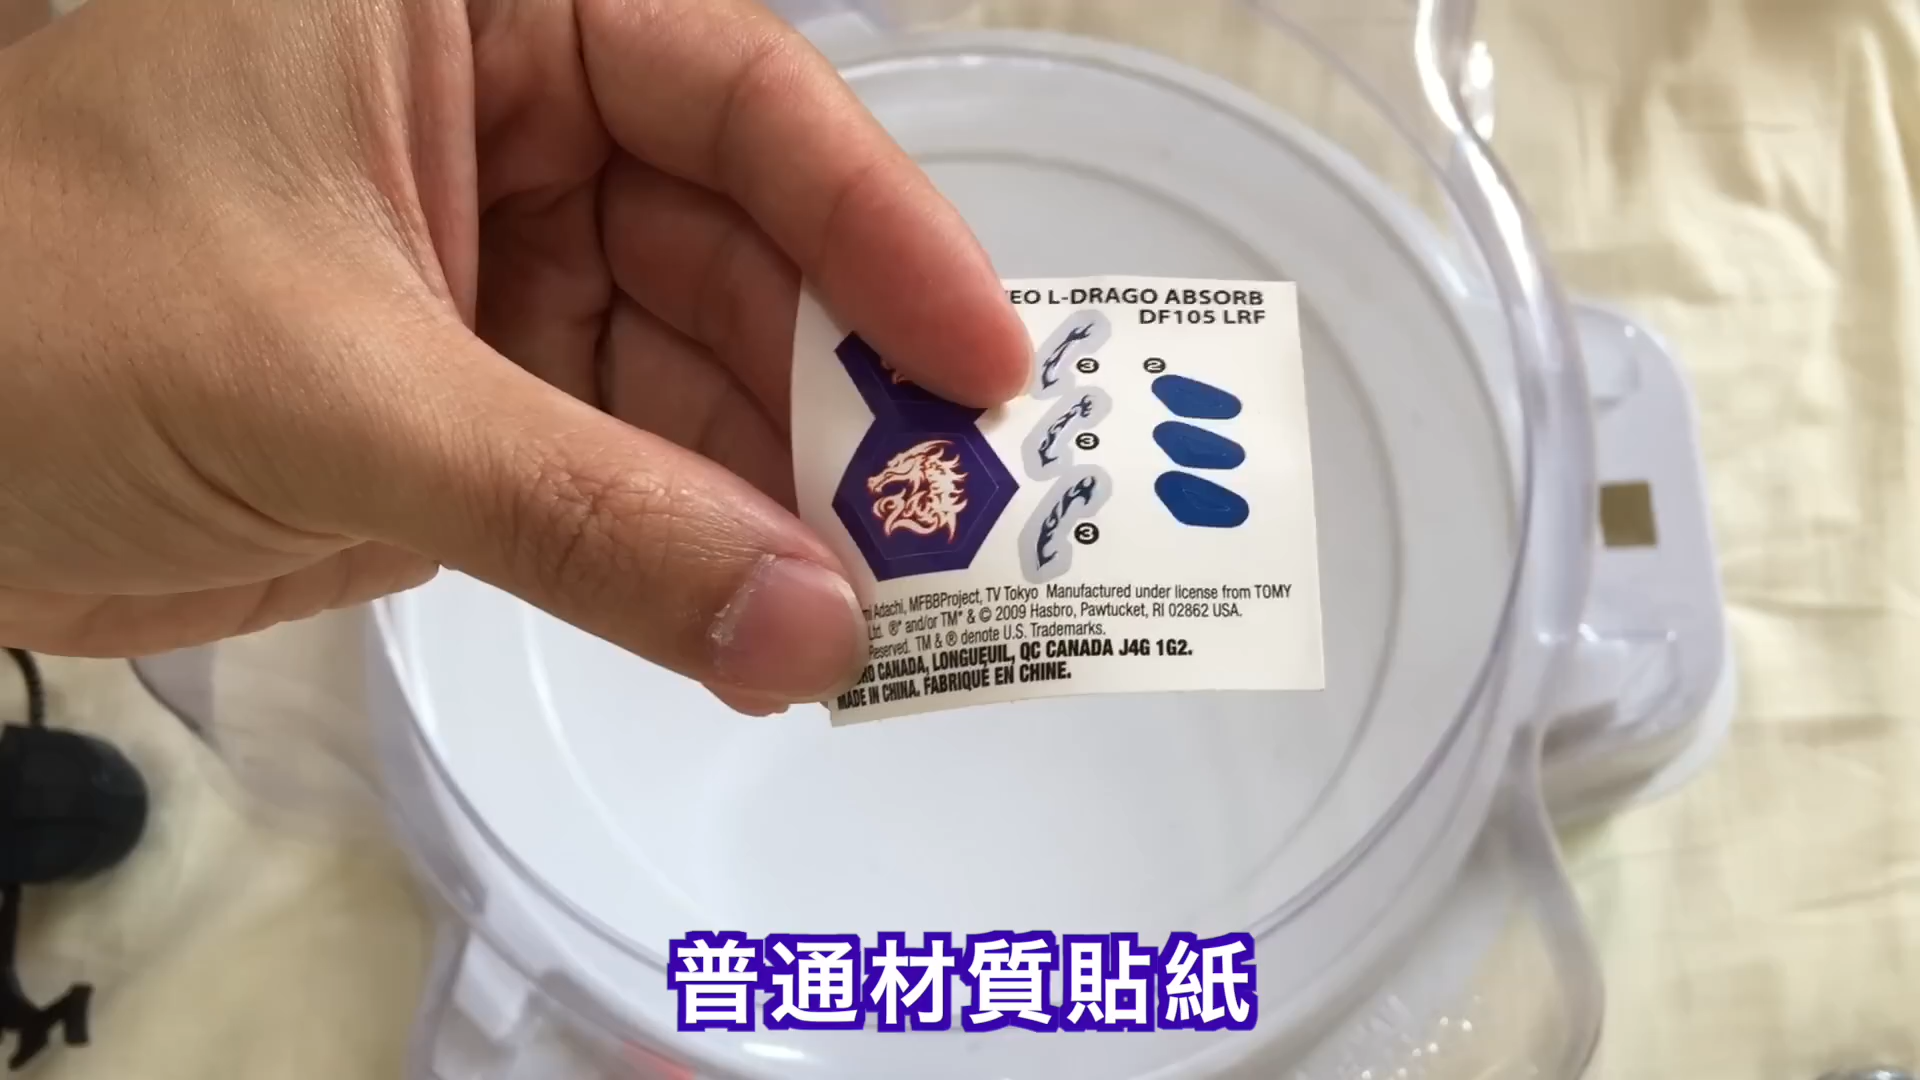 EO L-DRAGO ABSORB
DF105 LRF
3
2
3
3
Adachi, MFBBProject, TV Tokyo Manufactured under license from TOMY
Ltd. ®* and/or TM* & © 2009 Hasbro, Pawtucket, RI 02862 USA.
Reserved. TM & ® denote U.S. Trademarks.
CANADA, LONGUEUIL, QC CANADA J4G 1G2.
MADE IN CHINA. FABRIQUÉ EN CHINE.
普通材質貼紙